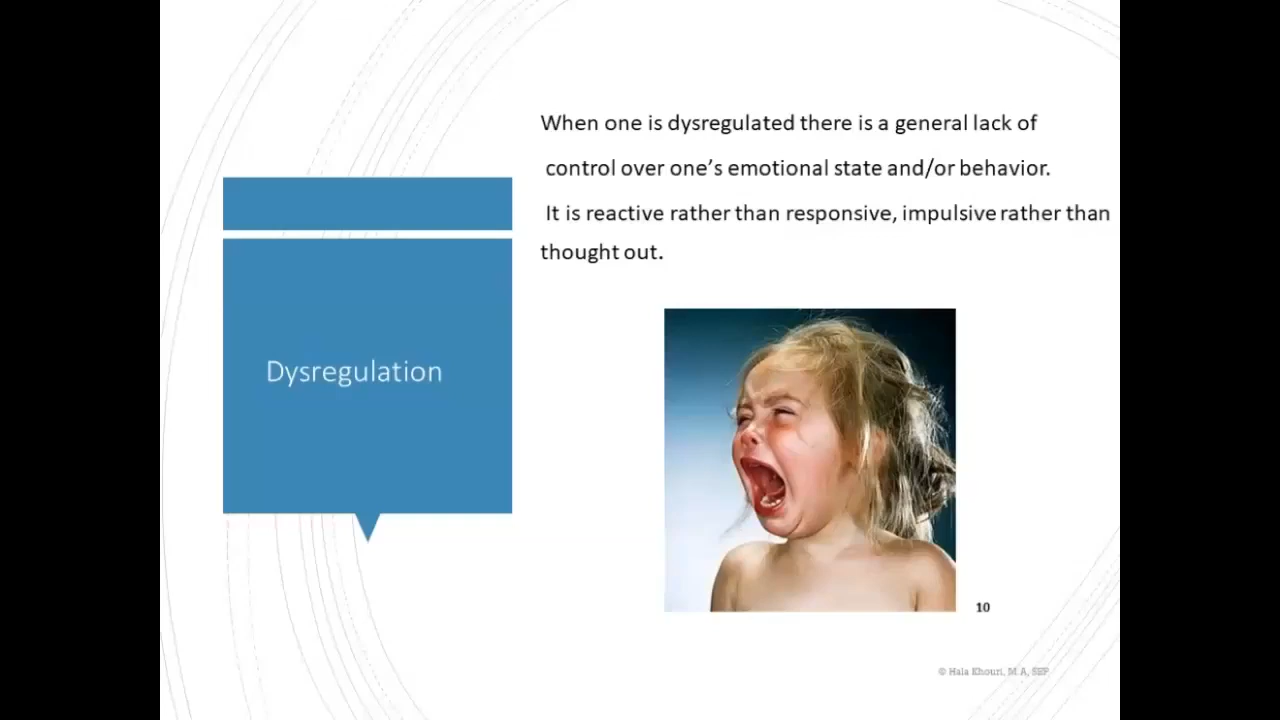 When one is dysregulated there is a general lack of
control over one's emotional state and/or behavior.
It is reactive rather than responsive, impulsive rather than
thought out.
Dysregulation
10
© Hala Khouri, M.A, SEP